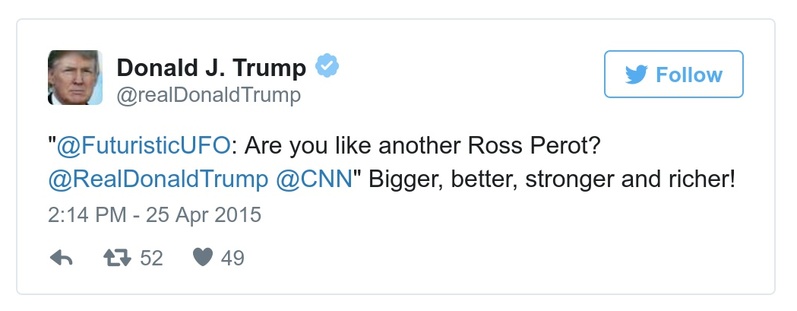 Donald J. Trump
@realDonaldTrump
Follow
"@FuturisticUFO: Are you like another Ross Perot?
@RealDonaldTrump @CNN" Bigger, better, stronger and richer!
2:14 PM - 25 Apr 2015
52 49